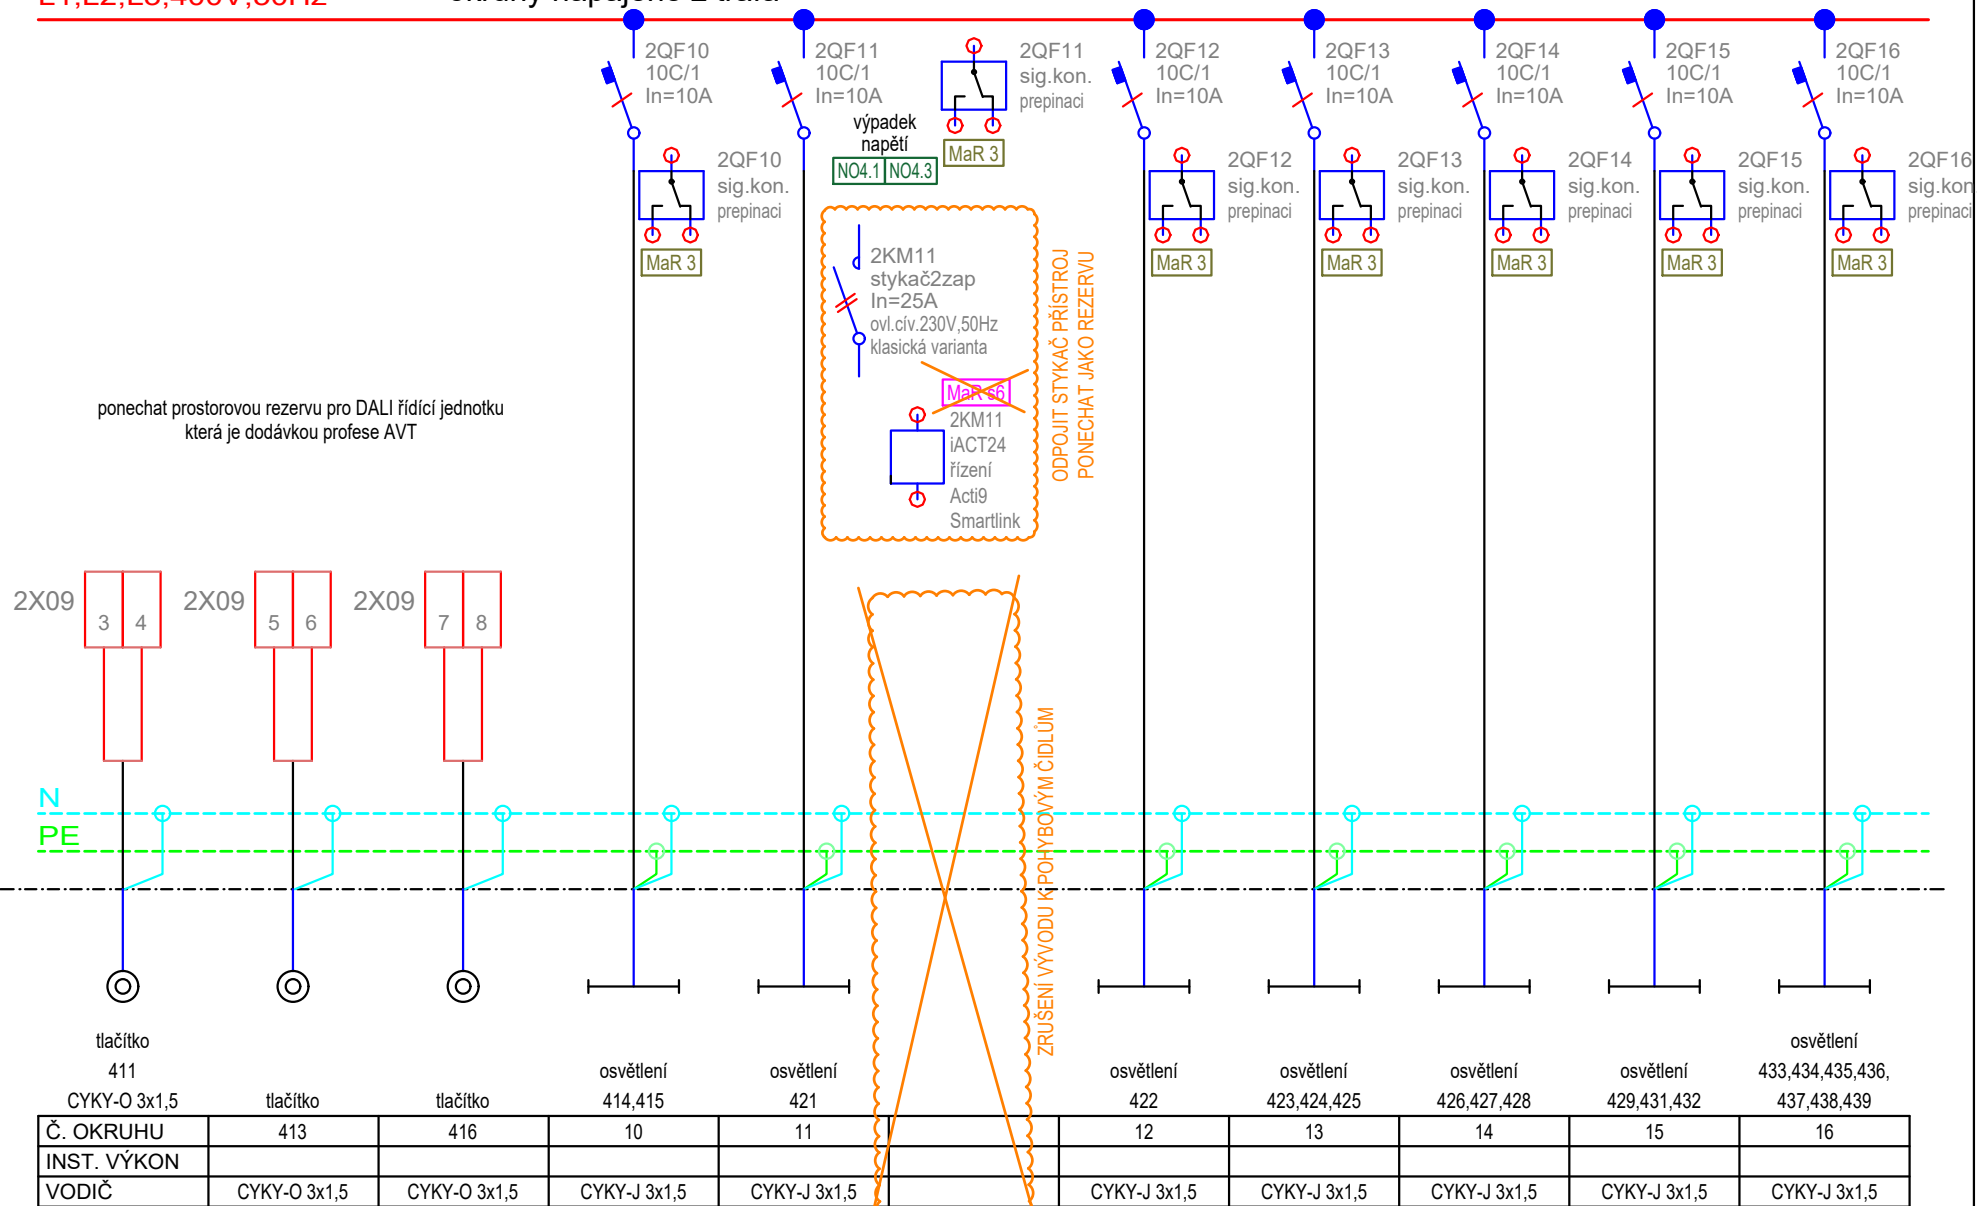 2QF10
10C/1
In=10A
2QF10
sig.kon.
prepinaci
MaR 3
2QF11
10C/1
In=10A
výpadek
napětí
NO4.1 NO4.3
2QF11
sig.kon.
prepinaci
MaR 3
2QF12
10C/1
In=10A
2QF12
sig.kon.
prepinaci
MaR 3
2QF13
10C/1
In=10A
2QF13
sig.kon.
prepinaci
MaR 3
2QF14
10C/1
In=10A
2QF14
sig.kon.
prepinaci
MaR 3
2QF15
10C/1
In=10A
2QF15
sig.kon.
prepinaci
MaR 3
2QF16
10C/1
In=10A
2QF16
sig.kon
prepinaci
MaR 3
2KM11
stykač2zap
In=25A
ovl.cív.230V,50Hz
klasická varianta
MaR s6
2KM11
iACT24
řízení
Acti9
Smartlink
ODPOJIT STYKAČ PŘÍSTROJ
PONECHAT JAKO REZERVU
ponechat prostorovou rezervu pro DALI řídící jednotku
která je dodávkou profese AVT
2X09 3 4
2X09 5 6
2X09 7 8
N
PE
ZRUŠENÍ VÝVODU K POHYBOVÝM ČIDLŮM
tlačítko
411
CYKY-O 3x1,5
tlačítko
tlačítko
osvětlení
414,415
osvětlení
421
osvětlení
422
osvětlení
423,424,425
osvětlení
426,427,428
osvětlení
429,431,432
osvětlení
433,434,435,436,
437,438,439
Č. OKRUHU 413 416 10 11 12 13 14 15 16
INST. VÝKON
VODIČ CYKY-O 3x1,5 CYKY-O 3x1,5 CYKY-J 3x1,5 CYKY-J 3x1,5 CYKY-J 3x1,5 CYKY-J 3x1,5 CYKY-J 3x1,5 CYKY-J 3x1,5 CYKY-J 3x1,5